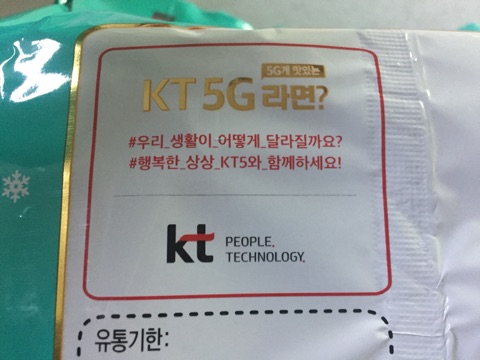 5G게 맛있는
KT 5G 라면?
#우리_생활이_어떻게_달라질까요?
#행복한_상상_KT5와_함께하세요!
kt PEOPLE.
TECHNOLOGY.
유통기한: